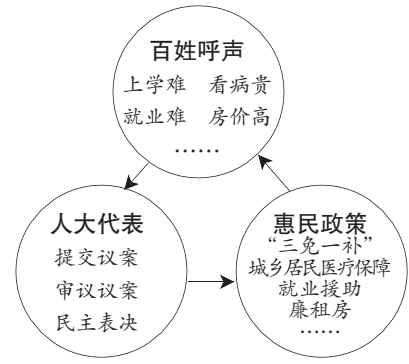 百姓呼声
上学难 看病贵
就业难 房价高
……
人大代表
提交议案
审议议案
民主表决
惠民政策
“三免一补”
城乡居民医疗保障
就业援助
廉租房
……